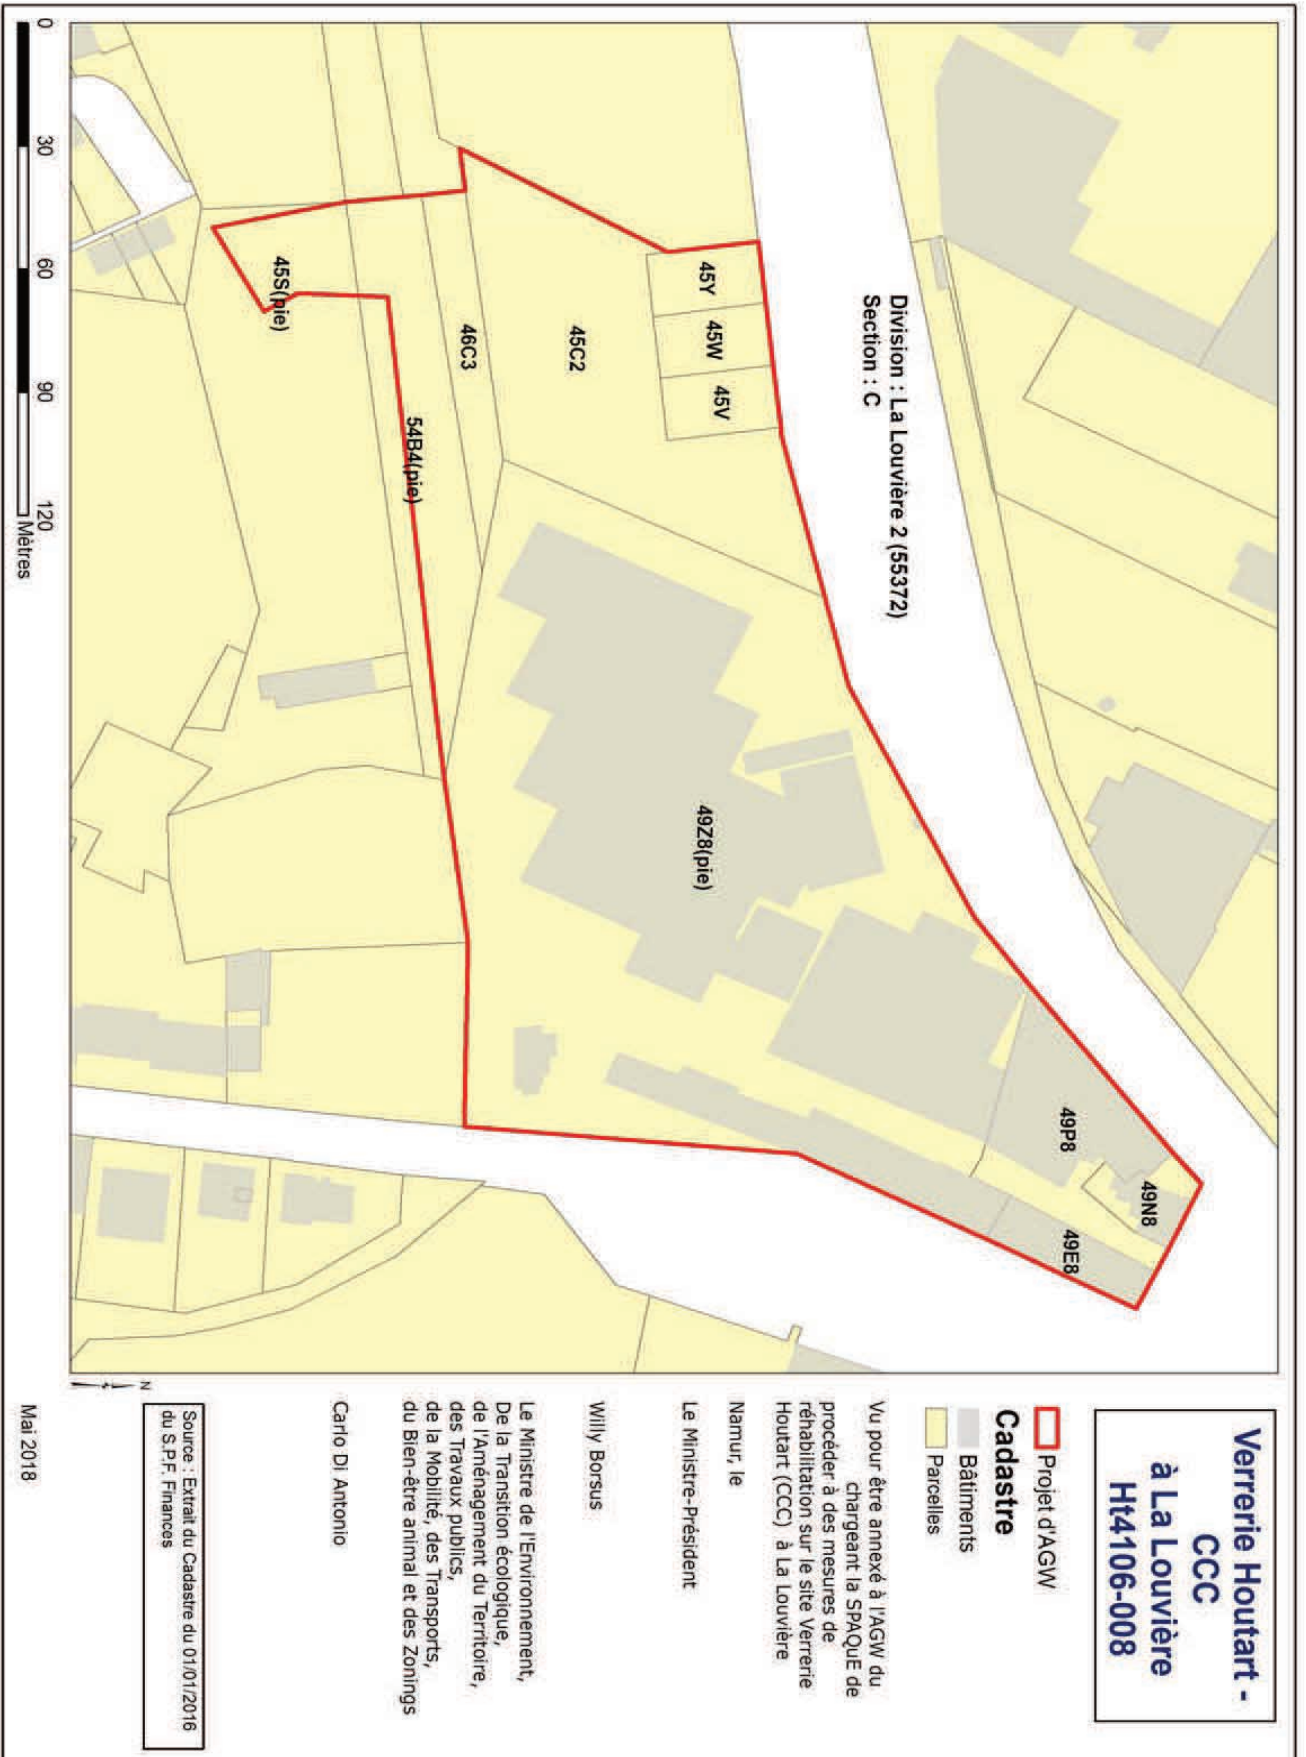 Verrerie Houtart -
CCC
à La Louvière
Ht4106-008
Projet d'AGW
Cadastre
Bâtiments
Parcelles
Vu pour être annexé à l'AGW du
chargeant la SPAQuE de
procéder à des mesures de
réhabilitation sur le site Verrerie
Houtart (CCC) à La Louvière
Namur, le
Le Ministre-Président
Willy Borsus
Le Ministre de l'Environnement,
De la Transition écologique,
de l'Aménagement du Territoire,
des Travaux publics,
de la Mobilité, des Transports,
du Bien-être animal et des Zonings
Carlo Di Antonio
N
Source : Extrait du Cadastre du 01/01/2016
du S.P.F. Finances
Mai 2018
Division : La Louvière 2 (55372)
Section : C
49N8
49P8
49E8
45Y
45W
45V
49Z8(pie)
45C2
46C3
54B4(pie)
45S(pie)
0
30
60
90
120
Mètres